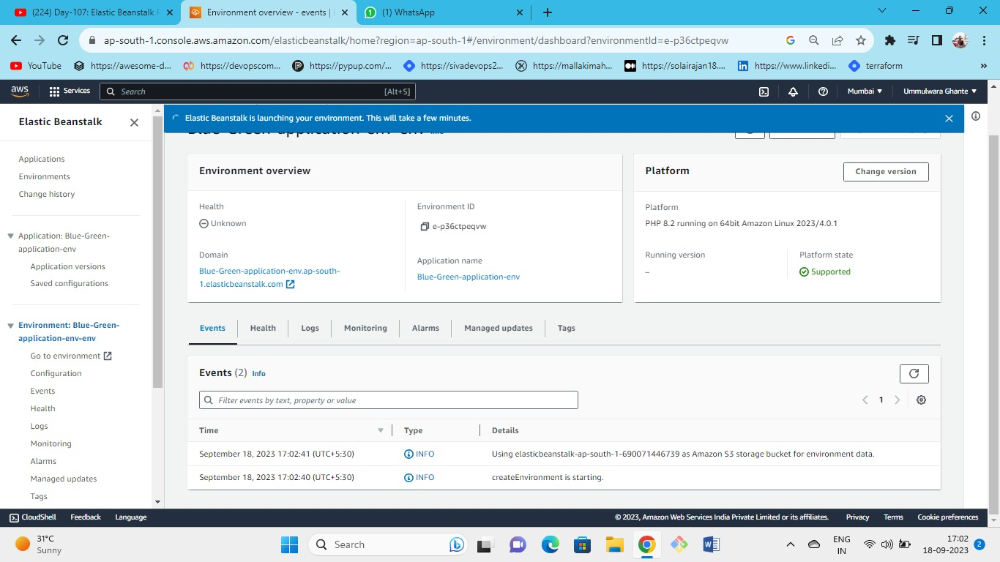 (224) Day-107: Elastic Beanstalk
Environment overview - events |
(1) WhatsApp
ap-south-1.console.aws.amazon.com/elasticbeanstalk/home?region=ap-south-1#/environment/dashboard?environmentId=e-p36ctpeqvw
YouTube
https://awesome-d...
https://devopscom...
https://pypup.com/...
https://sivadevops2...
https://mallakimah...
https://solairajan18....
https://www.linkedi...
terraform
»
aws
Services
Search
[Alt+S]
Mumbai
Ummulwara Ghante
Elastic Beanstalk
Elastic Beanstalk is launching your environment. This will take a few minutes.
Applications
Environments
Change history
Application: Blue-Green-
application-env
Application versions
Saved configurations
Environment: Blue-Green-
application-env-env
Go to environment
Configuration
Events
Health
Logs
Monitoring
Alarms
Managed updates
Tags
Blue-Green-application-env-env Info
Environment overview
Health
Unknown
Domain
Blue-Green-application-env.ap-south-
1.elasticbeanstalk.com
Environment ID
e-p36ctpeqvw
Application name
Blue-Green-application-env
Platform
Change version
Platform
PHP 8.2 running on 64bit Amazon Linux 2023/4.0.1
Running version
–
Platform state
Supported
Events
Health
Logs
Monitoring
Alarms
Managed updates
Tags
Events (2) Info
Filter events by text, property or value
1
Time
Type
Details
September 18, 2023 17:02:41 (UTC+5:30)
INFO
Using elasticbeanstalk-ap-south-1-690071446739 as Amazon S3 storage bucket for environment data.
September 18, 2023 17:02:40 (UTC+5:30)
INFO
createEnvironment is starting.
CloudShell
Feedback
Language
© 2023, Amazon Web Services India Private Limited or its affiliates.
Privacy
Terms
Cookie preferences
31°C
Sunny
Search
ENG
IN
17:02
18-09-2023
2